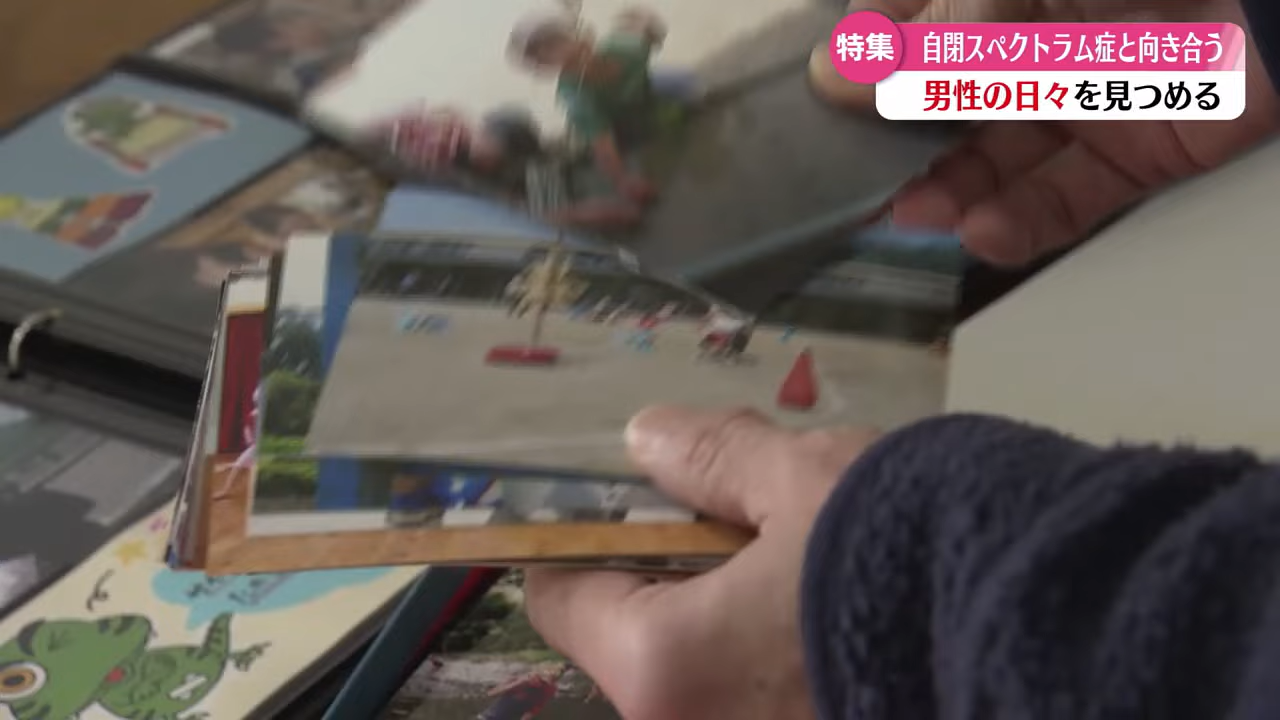 特集
自閉スペクトラム症と向き合う
男性の日々を見つめる